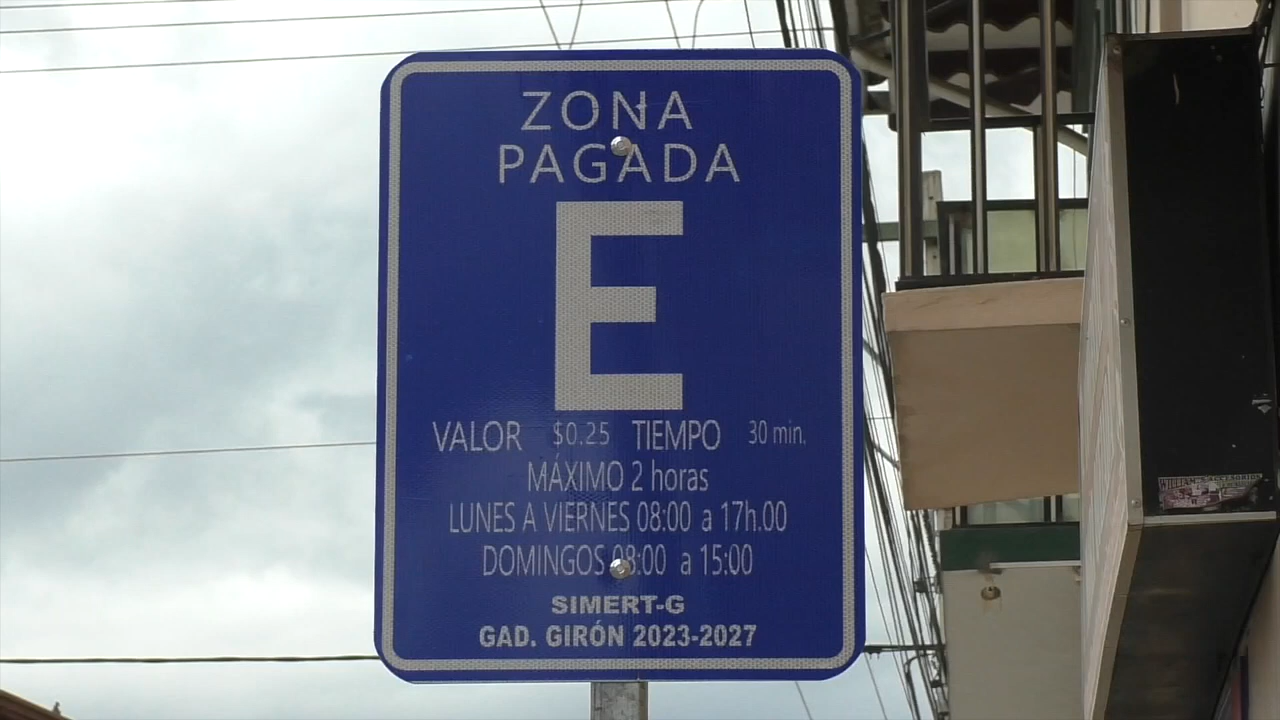 ZONA
PAGADA
E
VALOR $0.25 TIEMPO 30 min.
MÁXIMO 2 horas
LUNES A VIERNES 08:00 a 17h.00
DOMINGOS 08:00 a 15:00
SIMERT-G
GAD. GIRÓN 2023-2027